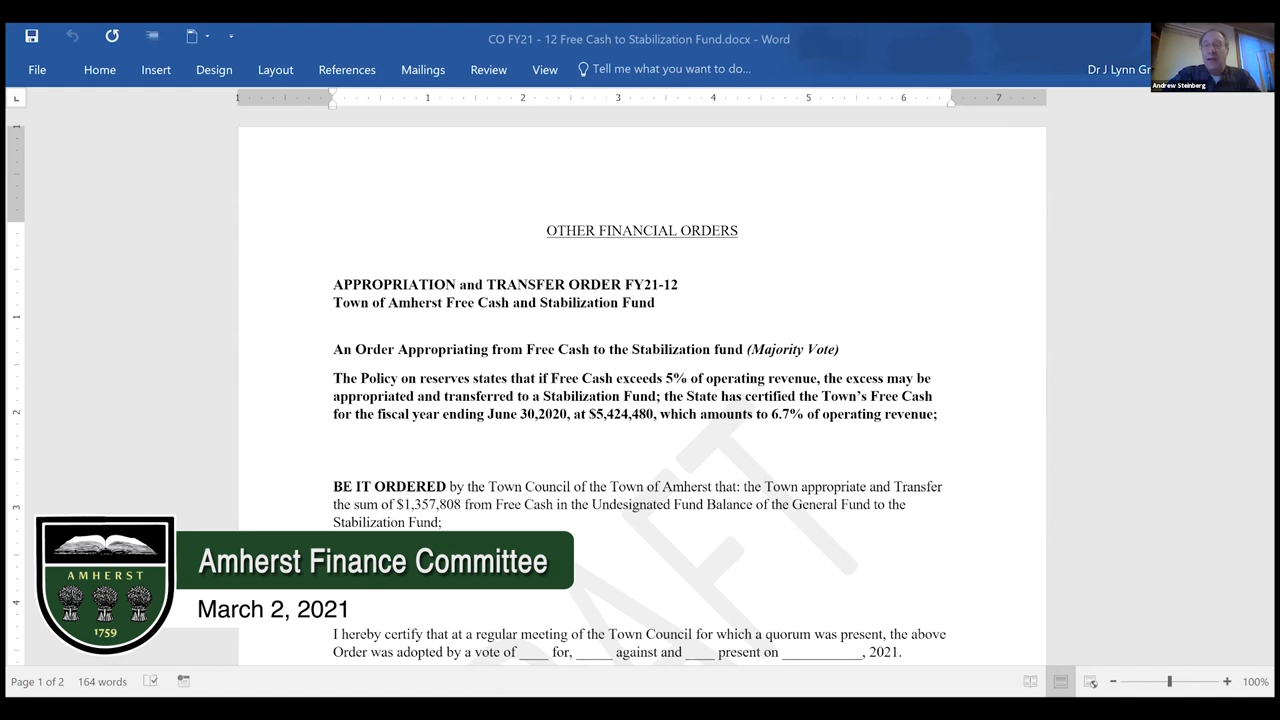 CO FY21 - 12 Free Cash to Stabilization Fund.docx - Word
File Home Insert Design Layout References Mailings Review View Tell me what you want to do... Dr J Lynn Gr
Andrew Steinberg
1 1 2 3 4 5 6 7
OTHER FINANCIAL ORDERS
APPROPRIATION and TRANSFER ORDER FY21-12
Town of Amherst Free Cash and Stabilization Fund
An Order Appropriating from Free Cash to the Stabilization fund (Majority Vote)
The Policy on reserves states that if Free Cash exceeds 5% of operating revenue, the excess may be
appropriated and transferred to a Stabilization Fund; the State has certified the Town's Free Cash
for the fiscal year ending June 30,2020, at $5,424,480, which amounts to 6.7% of operating revenue;
BE IT ORDERED by the Town Council of the Town of Amherst that: the Town appropriate and Transfer
the sum of $1,357,808 from Free Cash in the Undesignated Fund Balance of the General Fund to the
Stabilization Fund;
AMHERST
1759
Amherst Finance Committee
March 2, 2021
I hereby certify that at a regular meeting of the Town Council for which a quorum was present, the above
Order was adopted by a vote of ____ for, _____ against and ____ present on ___________, 2021.
Page 1 of 2 164 words 100%